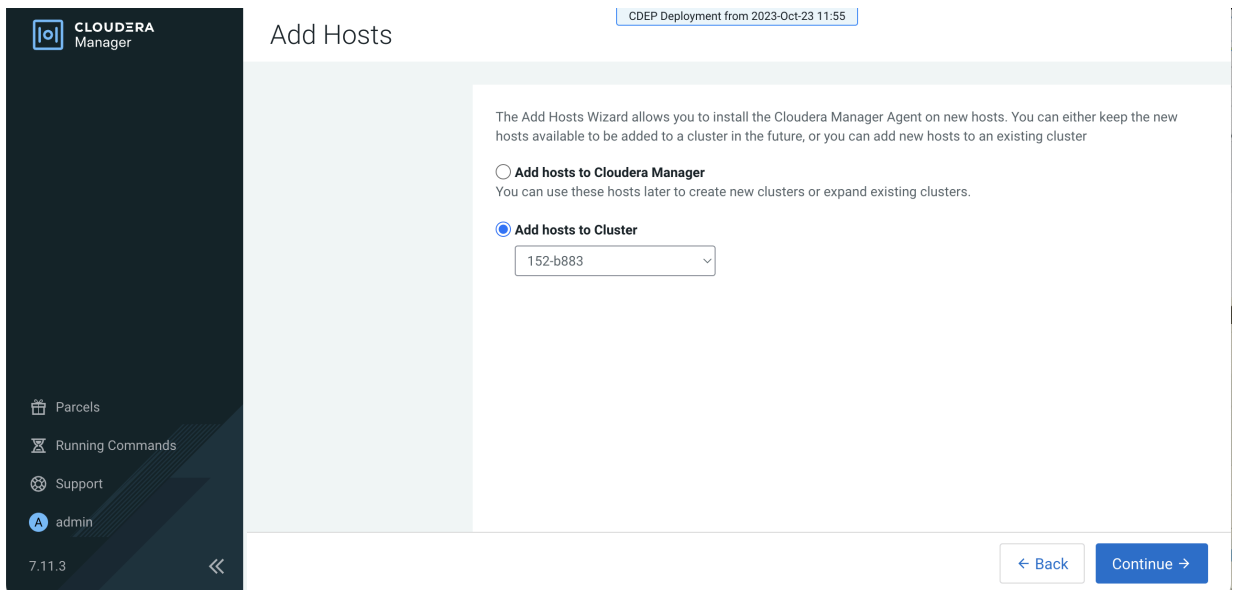 CLOUDERA
Manager
Add Hosts
CDEP Deployment from 2023-Oct-23 11:55
The Add Hosts Wizard allows you to install the Cloudera Manager Agent on new hosts. You can either keep the new
hosts available to be added to a cluster in the future, or you can add new hosts to an existing cluster
Add hosts to Cloudera Manager
You can use these hosts later to create new clusters or expand existing clusters.
Add hosts to Cluster
152-b883
Parcels
Running Commands
Support
A admin
7.11.3
← Back
Continue →